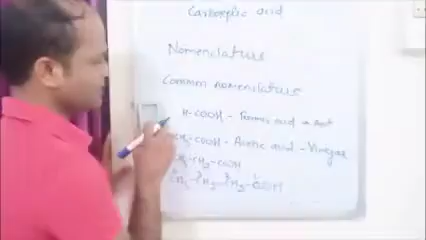 Carboxylic acid
Nomenclature
Common nomenclature
H-COOH - Formic acid
CH3-COOH - Acetic acid - Vinegar
CH3-CH2-COOH
CH3-CH2-CH2-COOH